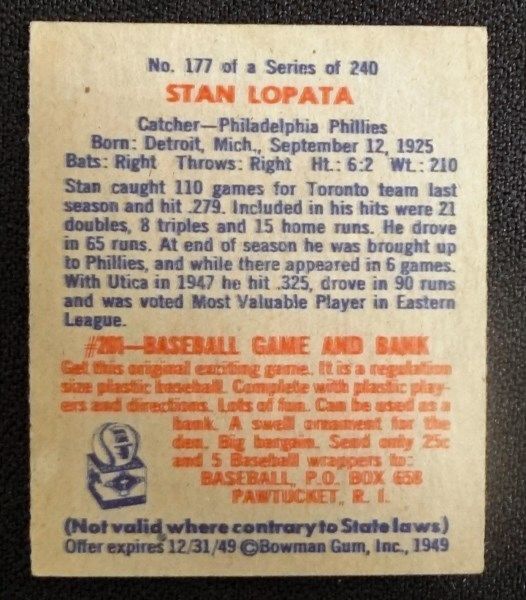 No. 177 of a Series of 240
STAN LOPATA
Catcher—Philadelphia Phillies
Born: Detroit, Mich., September 12, 1925
Bats: Right Throws: Right Ht.: 6:2 Wt.: 210
Stan caught 110 games for Toronto team last
season and hit .279. Included in his hits were 21
doubles, 8 triples and 15 home runs. He drove
in 65 runs. At end of season he was brought up
to Phillies, and while there appeared in 6 games.
With Utica in 1947 he hit .325, drove in 90 runs
and was voted Most Valuable Player in Eastern
League.
#201—BASEBALL GAME AND BANK
Get this original exciting game. It is a regulation
size plastic baseball. Complete with plastic play-
ers and directions. Lots of fun. Can be used as a
bank. A swell ornament for the
den. Big bargain. Send only 25c
and 5 Baseball wrappers to:
BASEBALL, P.O. BOX 658
PAWTUCKET, R. I.
(Not valid where contrary to State laws)
Offer expires 12/31/49 ©Bowman Gum, Inc., 1949